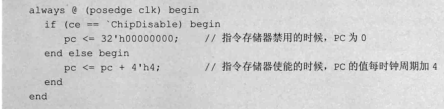 always @ (posedge clk) begin
if (ce == `ChipDisable) begin
pc <= 32'h00000000; // 指令存储器禁用的时候，PC 为 0
end else begin
pc <= pc + 4'h4; // 指令存储器使能的时候，PC 的值每时钟周期加 4
end
end